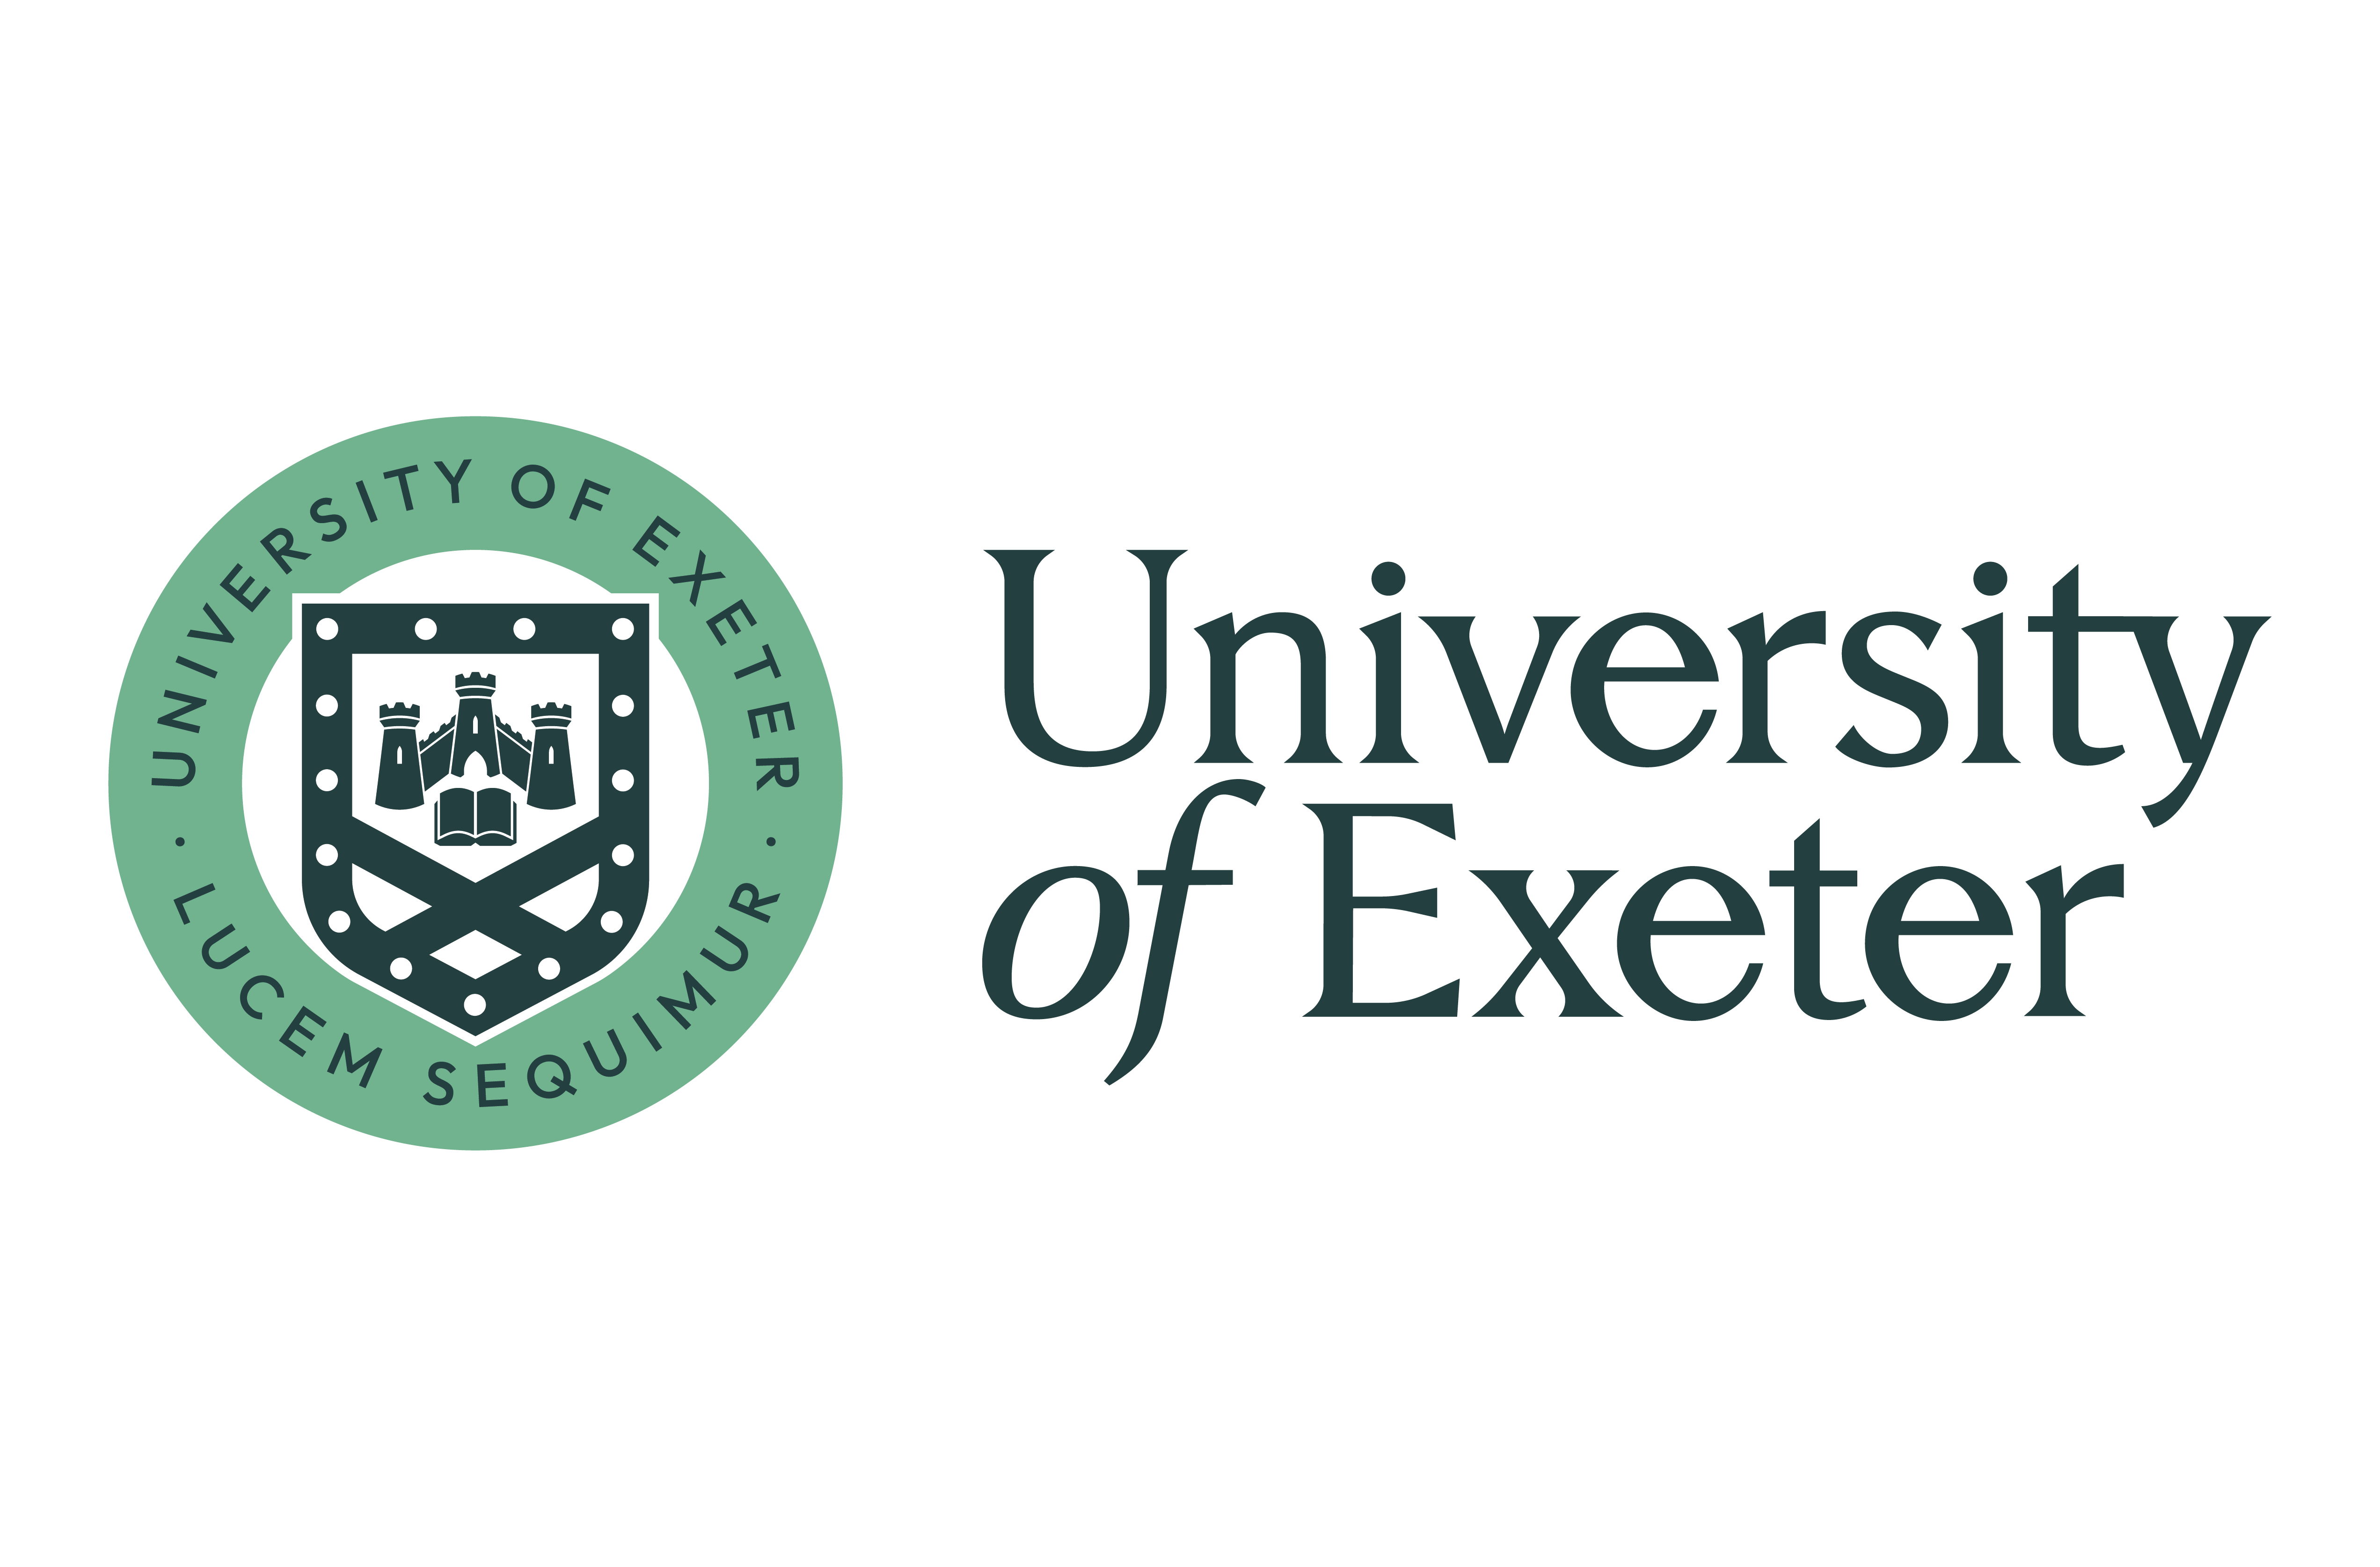 UNIVERSITY OF EXETER
LUCEM SEQUIMUR
University
of Exeter